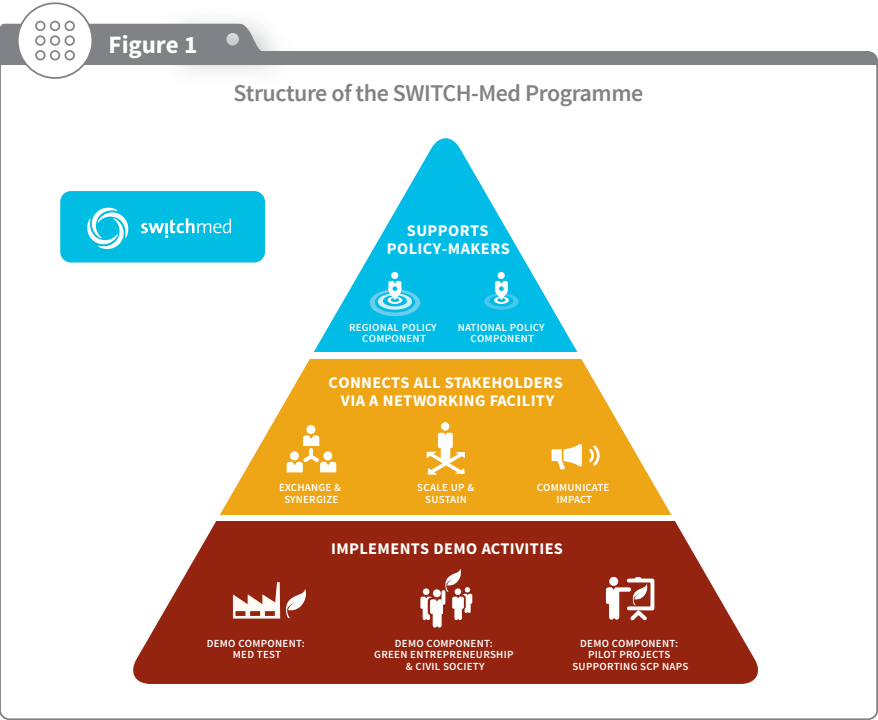 Figure 1
Structure of the SWITCH-Med Programme
switchmed
SUPPORTS
POLICY-MAKERS
REGIONAL POLICY
COMPONENT
NATIONAL POLICY
COMPONENT
CONNECTS ALL STAKEHOLDERS
VIA A NETWORKING FACILITY
EXCHANGE &
SYNERGIZE
SCALE UP &
SUSTAIN
COMMUNICATE
IMPACT
IMPLEMENTS DEMO ACTIVITIES
DEMO COMPONENT:
MED TEST
DEMO COMPONENT:
GREEN ENTREPRENEURSHIP
& CIVIL SOCIETY
DEMO COMPONENT:
PILOT PROJECTS
SUPPORTING SCP NAPS